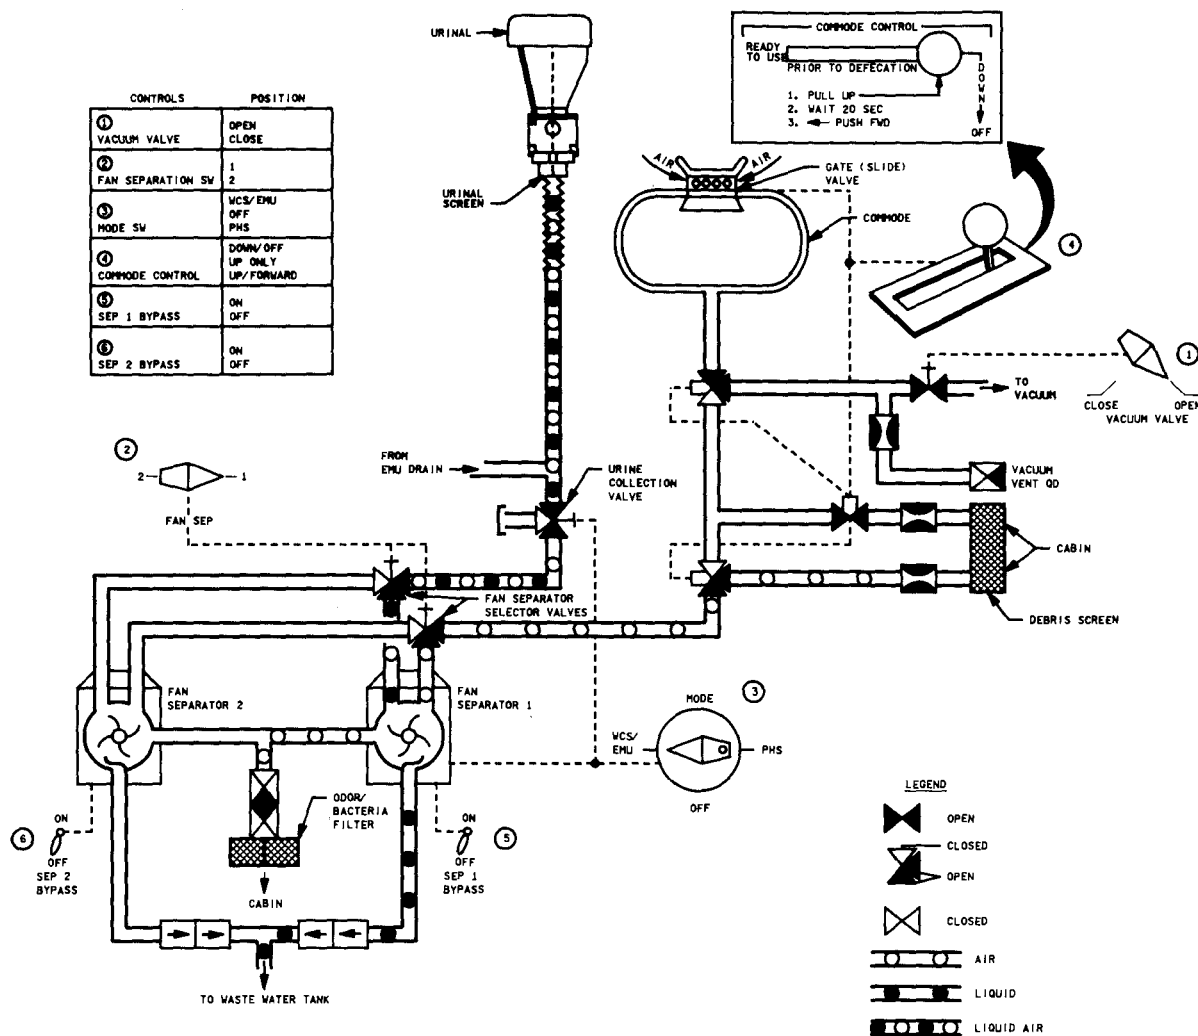 CONTROLS POSITION
① VACUUM VALVE OPEN
CLOSE
② FAN SEPARATION SW 1
2
③ MODE SW WCS/EMU
OFF
PHS
④ COMMODE CONTROL DOWN/OFF
UP ONLY
UP/FORWARD
⑤ SEP 1 BYPASS ON
OFF
⑥ SEP 2 BYPASS ON
OFF
URINAL
URINAL
SCREEN
COMMODE CONTROL
READY
TO USE
PRIOR TO DEFECATION
1. PULL UP
2. WAIT 20 SEC
3. PUSH FWD
DOWN
OFF
AIR
AIR
GATE (SLIDE)
VALVE
COMMODE
④
①
TO
VACUUM
CLOSE OPEN
VACUUM VALVE
VACUUM
VENT QD
②
2 1
FAN SEP
FROM
EMU DRAIN
URINE
COLLECTION
VALVE
CABIN
DEBRIS SCREEN
FAN SEPARATOR
SELECTOR VALVES
FAN
SEPARATOR 2
FAN
SEPARATOR 1
③
MODE
WCS/
EMU
PHS
OFF
⑥
ON
OFF
SEP 2
BYPASS
ODOR/
BACTERIA
FILTER
CABIN
ON
OFF
SEP 1
BYPASS
⑤
TO WASTE WATER TANK
LEGEND
OPEN
CLOSED
OPEN
CLOSED
AIR
LIQUID
LIQUID AIR